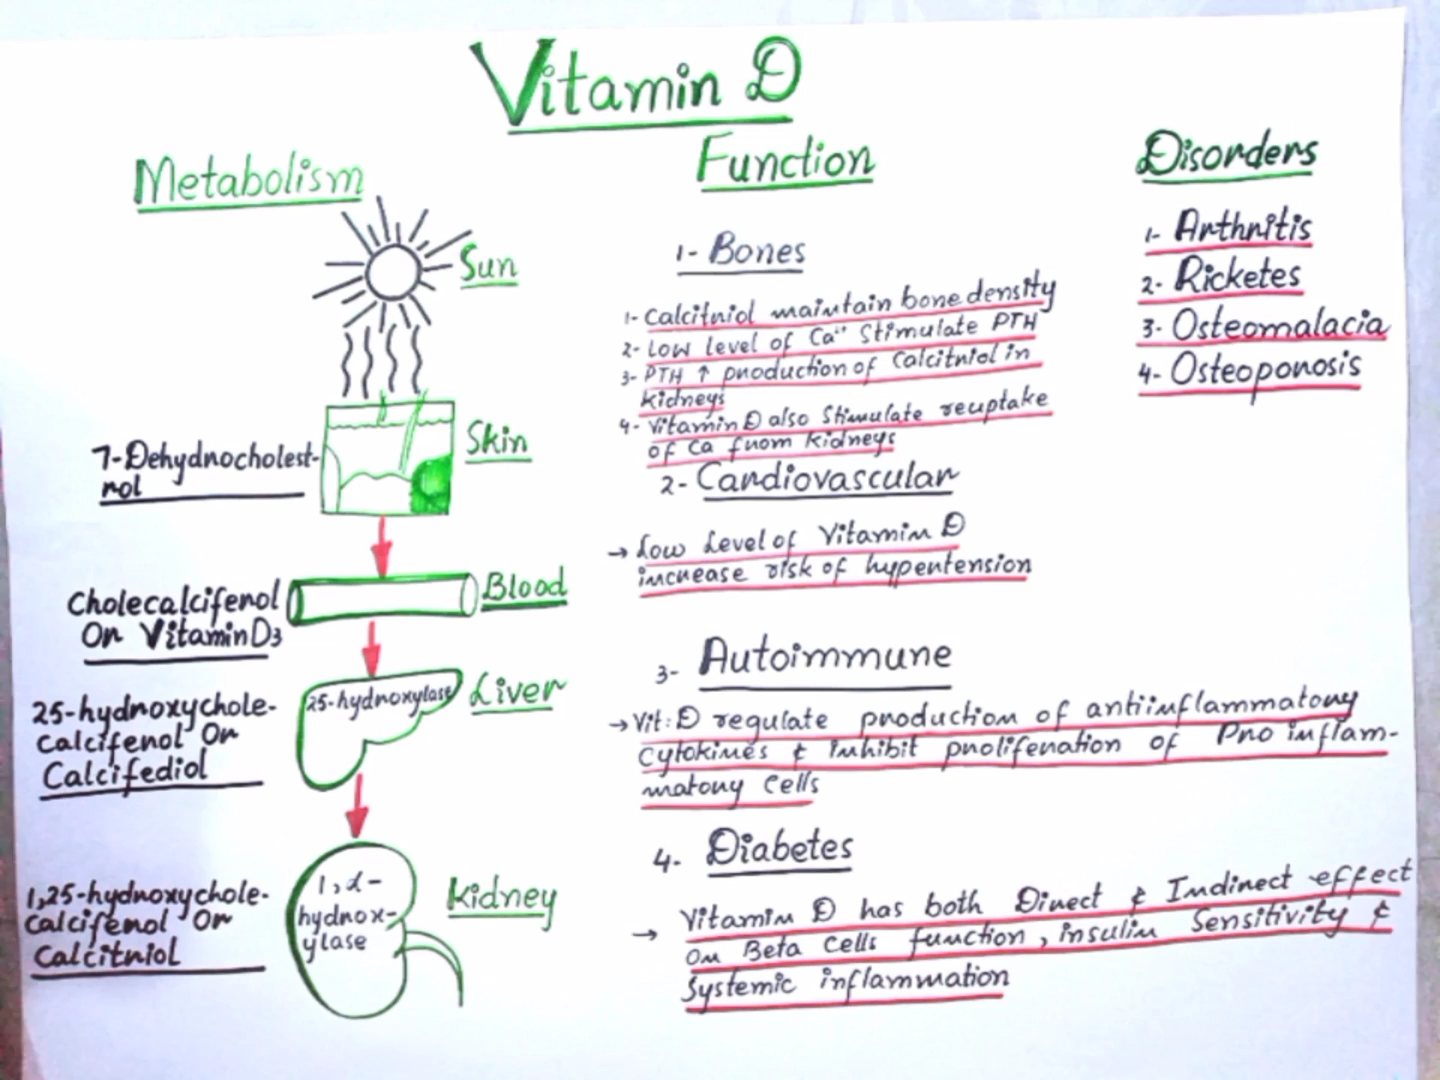 Vitamin D
Metabolism
Sun
Skin
7-Dehydrocholest-
rol
Blood
Cholecalciferol
Or Vitamin D3
Liver
25-hydroxylase
25-hydroxychole-
calciferol Or
Calcifediol
Kidney
1,α-
hydrox-
ylase
1,25-hydroxychole-
calciferol Or
Calcitriol
Function
1- Bones
1- Calcitriol maintain bone density
2- Low level of Ca++ Stimulate PTH
3- PTH ↑ production of Calcitriol in
kidneys
4- Vitamin D also Stimulate reuptake
of Ca from kidneys
2- Cardiovascular
→ Low Level of Vitamin D
increase risk of hypertension
3- Autoimmune
→ Vit: D regulate production of antiinflammatory
Cytokines & inhibit proliferation of Pro inflam-
matory Cells
4. Diabetes
→ Vitamin D has both Direct & Indirect effect
On Beta Cells function, insulin Sensitivity &
Systemic inflammation
Disorders
1- Arthritis
2- Ricketes
3- Osteomalacia
4- Osteoporosis